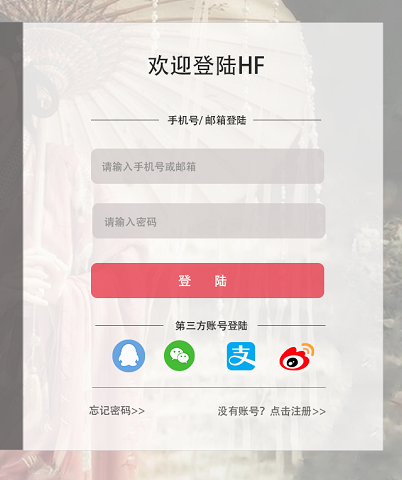 欢迎登陆HF
手机号/邮箱登陆
请输入手机号或邮箱
请输入密码
登 陆
第三方账号登陆
支
忘记密码>>
没有账号？点击注册>>